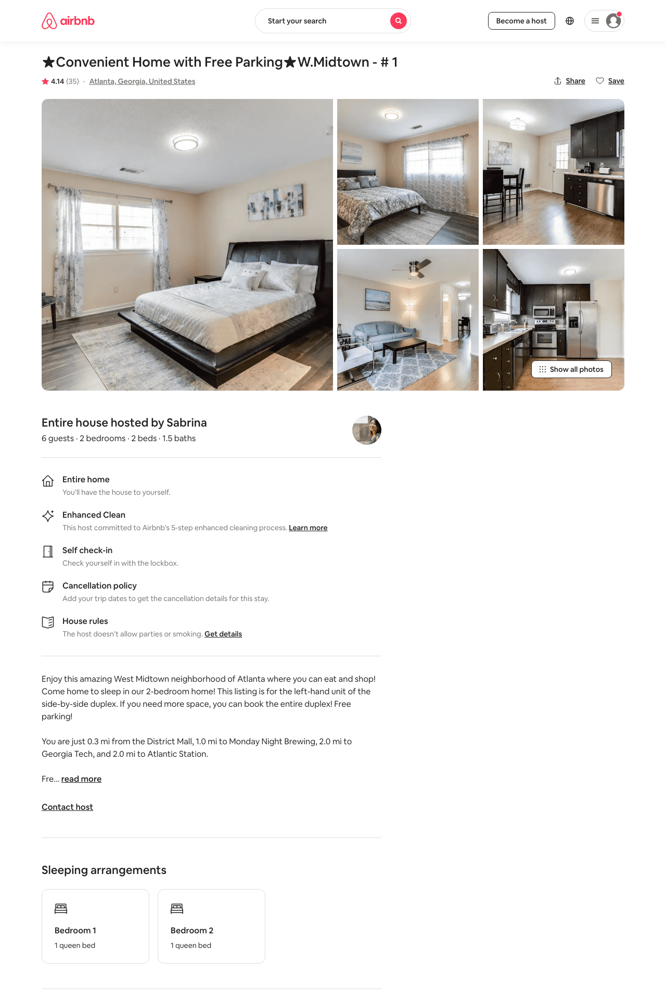 airbnb
Start your search
Become a host
★Convenient Home with Free Parking★W.Midtown - # 1
4.14 (35) · Atlanta, Georgia, United States
Share
Save
Show all photos
Entire house hosted by Sabrina
6 guests · 2 bedrooms · 2 beds · 1.5 baths
Entire home
You’ll have the house to yourself.
Enhanced Clean
This host committed to Airbnb's 5-step enhanced cleaning process. Learn more
Self check-in
Check yourself in with the lockbox.
Cancellation policy
Add your trip dates to get the cancellation details for this stay.
House rules
The host doesn’t allow parties or smoking. Get details
Enjoy this amazing West Midtown neighborhood of Atlanta where you can eat and shop!
Come home to sleep in our 2-bedroom home! This listing is for the left-hand unit of the
side-by-side duplex. If you need more space, you can book the entire duplex! Free
parking!
You are just 0.3 mi from the District Mall, 1.0 mi to Monday Night Brewing, 2.0 mi to
Georgia Tech, and 2.0 mi to Atlantic Station.
Fre... read more
Contact host
Sleeping arrangements
Bedroom 1
1 queen bed
Bedroom 2
1 queen bed